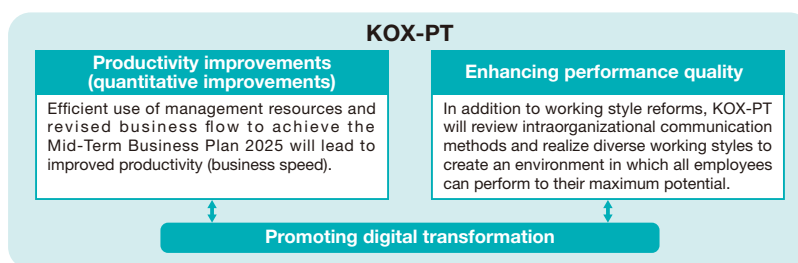 KOX-PT
Productivity improvements
(quantitative improvements)
Efficient use of management resources and
revised business flow to achieve the
Mid-Term Business Plan 2025 will lead to
improved productivity (business speed).
Enhancing performance quality
In addition to working style reforms, KOX-PT
will review intraorganizational communication
methods and realize diverse working styles to
create an environment in which all employees
can perform to their maximum potential.
Promoting digital transformation